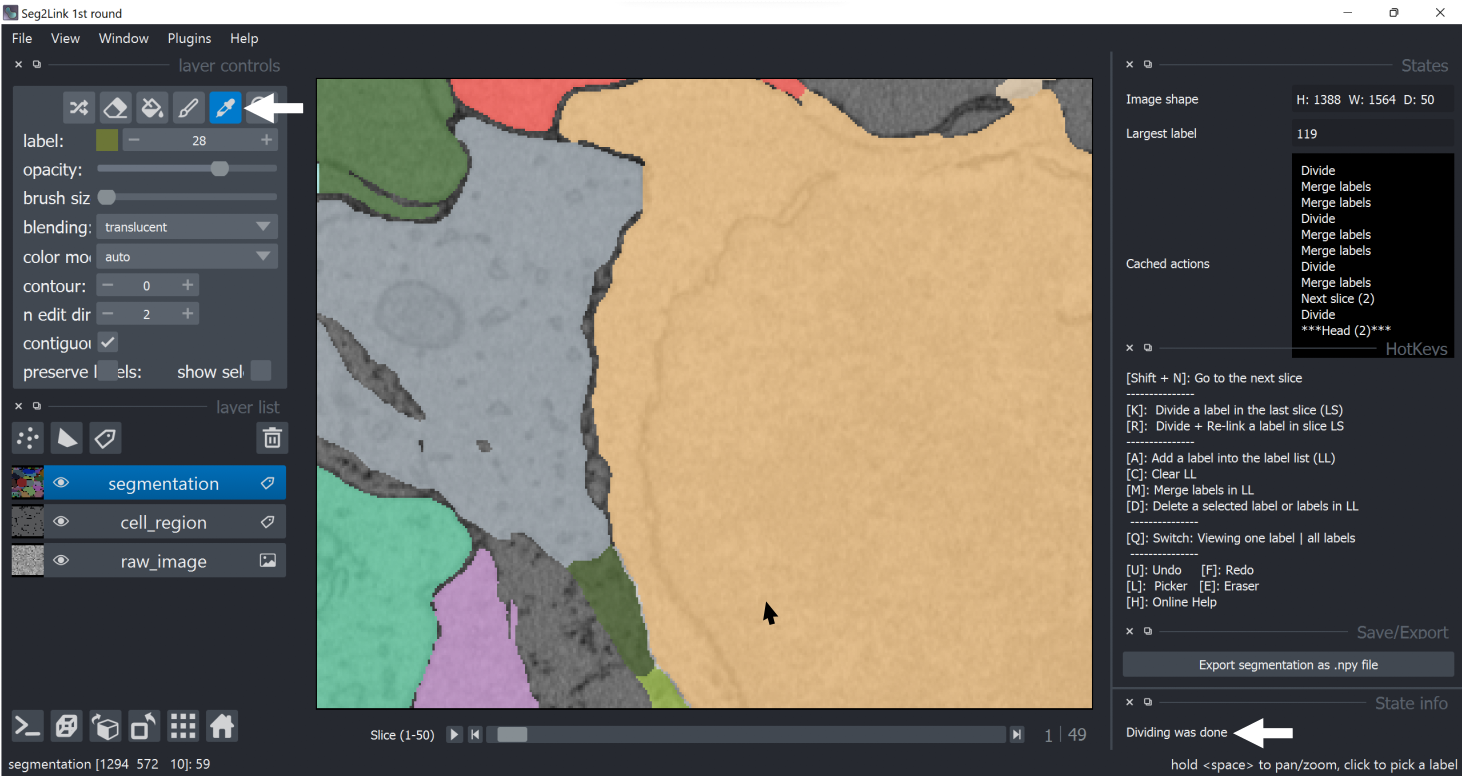 Seg2Link 1st round
File View Window Plugins Help
layer controls
label: 28
opacity:
brush siz
blending: translucent
color mo auto
contour: 0
n edit dir 2
contiguou
preserve l els: show sel
layer list
segmentation
cell_region
raw_image
Slice (1-50) 1 | 49
segmentation [1294 572 10]: 59
States
Image shape H: 1388 W: 1564 D: 50
Largest label 119
Cached actions
Divide
Merge labels
Merge labels
Divide
Merge labels
Merge labels
Divide
Merge labels
Next slice (2)
Divide
***Head (2)***
HotKeys
[Shift + N]: Go to the next slice
---------------
[K]: Divide a label in the last slice (LS)
[R]: Divide + Re-link a label in slice LS
---------------
[A]: Add a label into the label list (LL)
[C]: Clear LL
[M]: Merge labels in LL
[D]: Delete a selected label or labels in LL
---------------
[Q]: Switch: Viewing one label | all labels
---------------
[U]: Undo [F]: Redo
[L]: Picker [E]: Eraser
[H]: Online Help
Save/Export
Export segmentation as .npy file
State info
Dividing was done
hold <space> to pan/zoom, click to pick a label